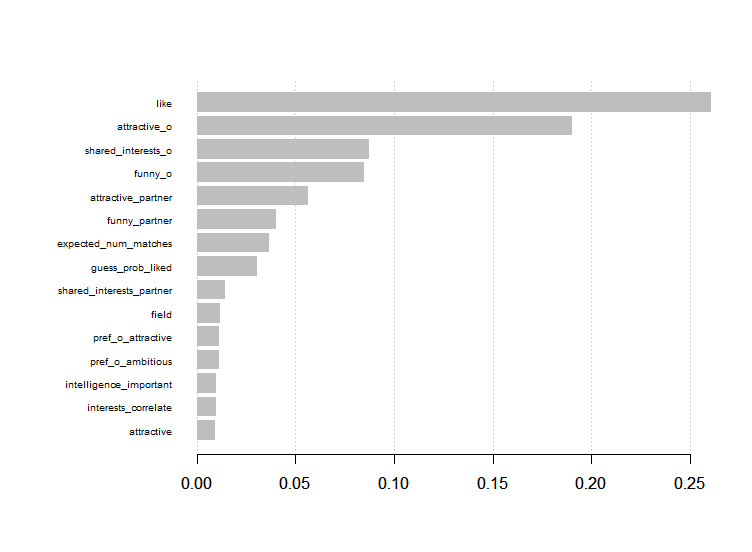 like
attractive_o
shared_interests_o
funny_o
attractive_partner
funny_partner
expected_num_matches
guess_prob_liked
shared_interests_partner
field
pref_o_attractive
pref_o_ambitious
intelligence_important
interests_correlate
attractive
0.00 0.05 0.10 0.15 0.20 0.25